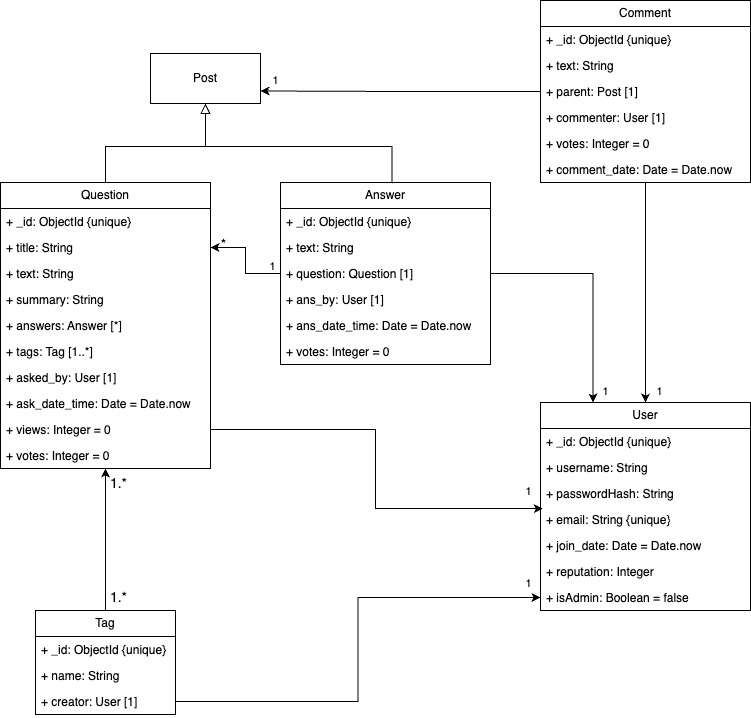 Comment
+ _id: ObjectId {unique}
+ text: String
+ parent: Post [1]
+ commenter: User [1]
+ votes: Integer = 0
+ comment_date: Date = Date.now
Post
1
Question
+ _id: ObjectId {unique}
+ title: String
+ text: String
+ summary: String
+ answers: Answer [*]
+ tags: Tag [1..*]
+ asked_by: User [1]
+ ask_date_time: Date = Date.now
+ views: Integer = 0
+ votes: Integer = 0
Answer
+ _id: ObjectId {unique}
+ text: String
+ question: Question [1]
+ ans_by: User [1]
+ ans_date_time: Date = Date.now
+ votes: Integer = 0
*
1
1
1
User
+ _id: ObjectId {unique}
+ username: String
+ passwordHash: String
+ email: String {unique}
+ join_date: Date = Date.now
+ reputation: Integer
+ isAdmin: Boolean = false
1
1
1.*
1.*
Tag
+ _id: ObjectId {unique}
+ name: String
+ creator: User [1]